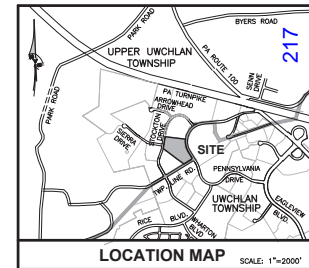 BYERS ROAD
217
PARK ROAD
UPPER UWCHLAN
TOWNSHIP
PA ROUTE 100
SENN
DRIVE
PA TURNPIKE
PARK ROAD
ARROWHEAD
DRIVE
STOCKTON
DRIVE
SIERRA
DRIVE
SITE
TWP. LINE RD.
PENNSYLVANIA
DRIVE
UWCHLAN
TOWNSHIP
EAGLEVIEW
BLVD.
RICE
BLVD.
WHARTON
BLVD.
LOCATION MAP SCALE: 1"=2000'